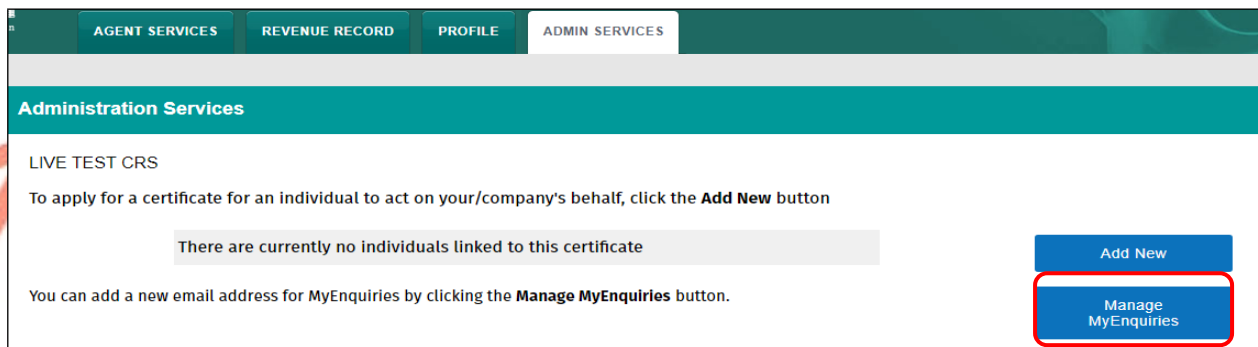 AGENT SERVICES REVENUE RECORD PROFILE ADMIN SERVICES
Administration Services
LIVE TEST CRS
To apply for a certificate for an individual to act on your/company's behalf, click the Add New button
There are currently no individuals linked to this certificate
Add New
You can add a new email address for MyEnquiries by clicking the Manage MyEnquiries button.
Manage
MyEnquiries